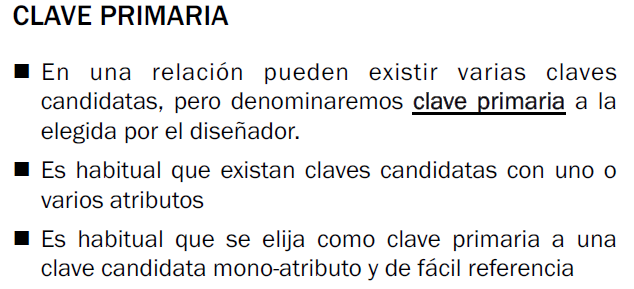 CLAVE PRIMARIA
■ En una relación pueden existir varias claves
candidatas, pero denominaremos clave primaria a la
elegida por el diseñador.
■ Es habitual que existan claves candidatas con uno o
varios atributos
■ Es habitual que se elija como clave primaria a una
clave candidata mono-atributo y de fácil referencia